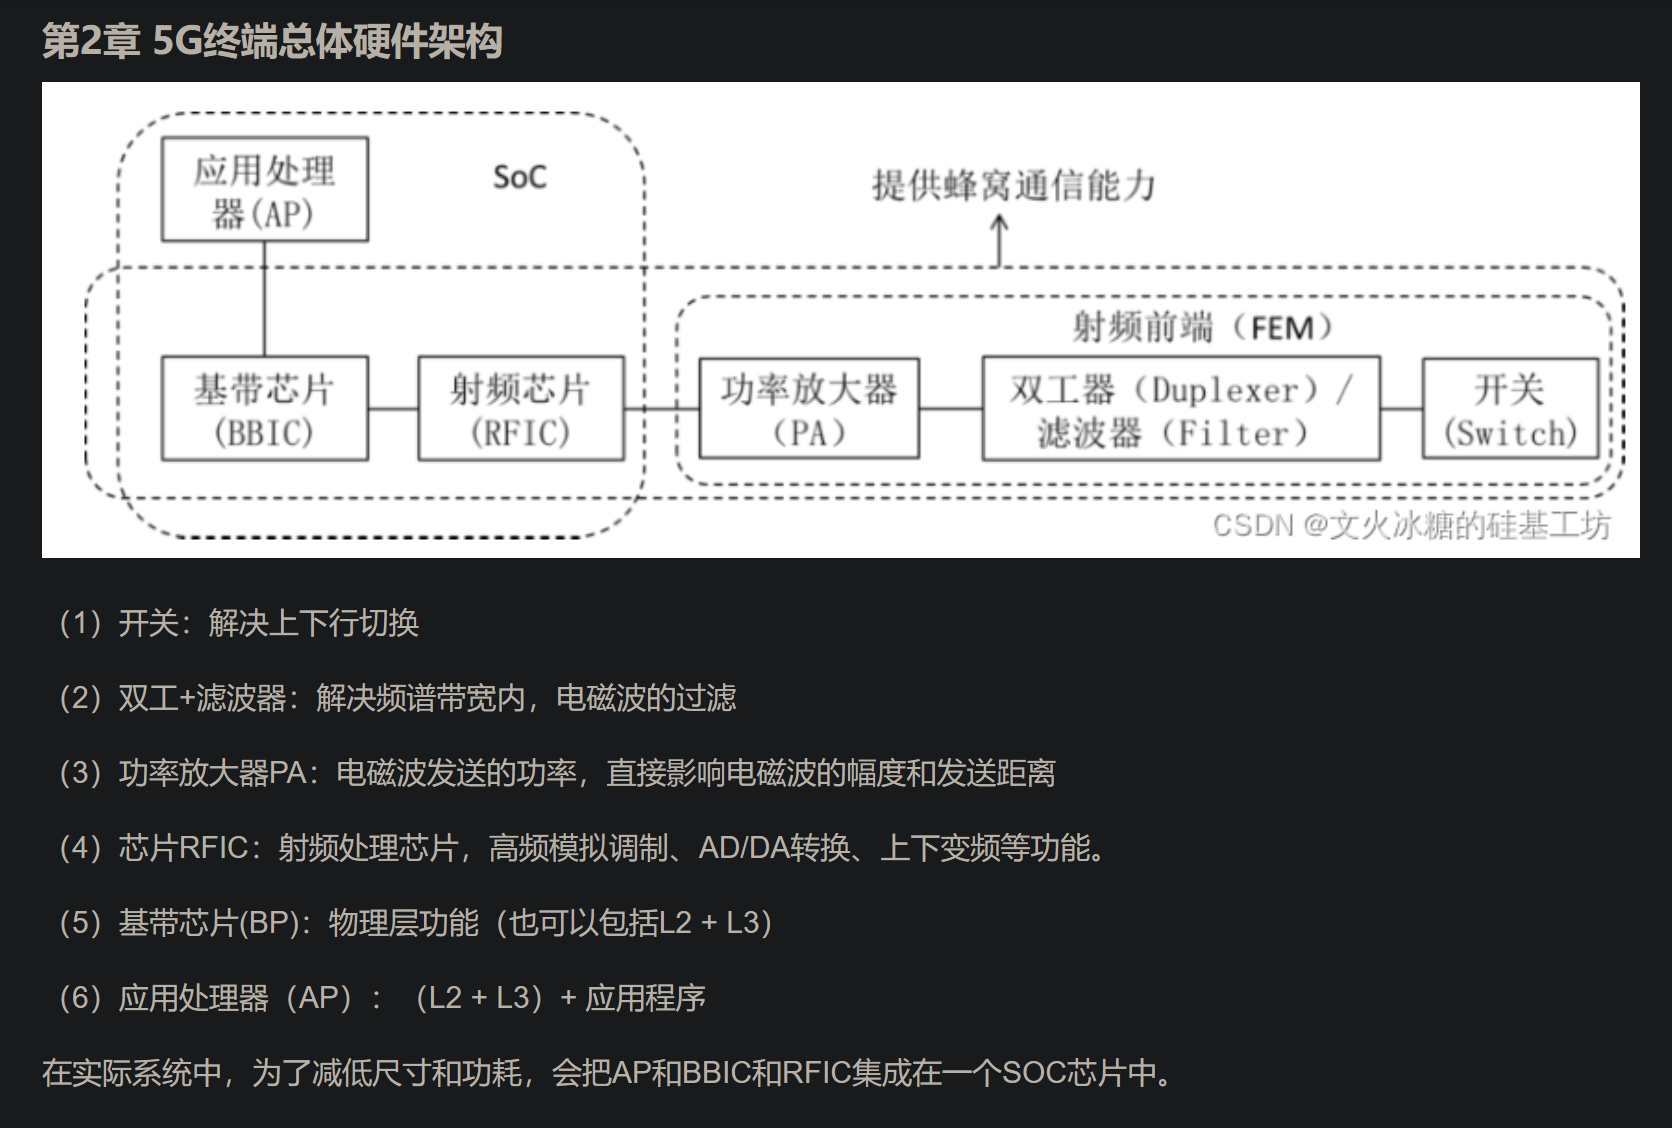 第2章 5G终端总体硬件架构
应用处理
器(AP)
SoC
提供蜂窝通信能力
射频前端（FEM）
基带芯片
(BBIC)
射频芯片
(RFIC)
功率放大器
（PA）
双工器（Duplexer）/
滤波器（Filter）
开关
(Switch)
CSDN @文火冰糖的硅基工坊
（1）开关：解决上下行切换
（2）双工+滤波器：解决频谱带宽内，电磁波的过滤
（3）功率放大器PA：电磁波发送的功率，直接影响电磁波的幅度和发送距离
（4）芯片RFIC：射频处理芯片，高频模拟调制、AD/DA转换、上下变频等功能。
（5）基带芯片(BP)：物理层功能（也可以包括L2 + L3）
（6）应用处理器（AP）：（L2 + L3）+ 应用程序
在实际系统中，为了减低尺寸和功耗，会把AP和BBIC和RFIC集成在一个SOC芯片中。